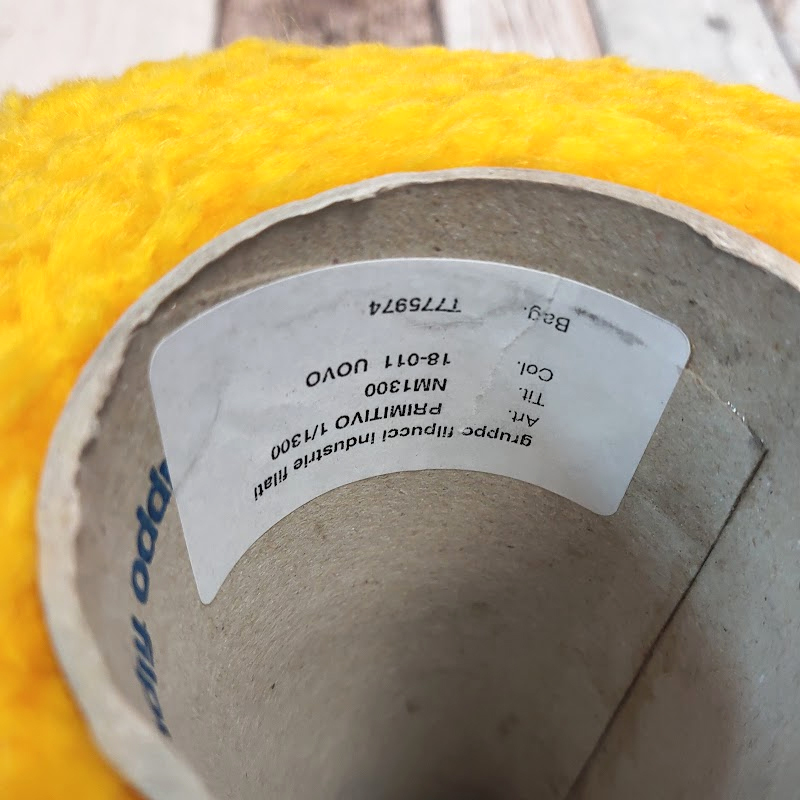 gruppo filpucci industrie filati
Art. PRIMITIVO 1/1300
Tit. NM1300
Col. 18-011 UOVO
Bag. T775974